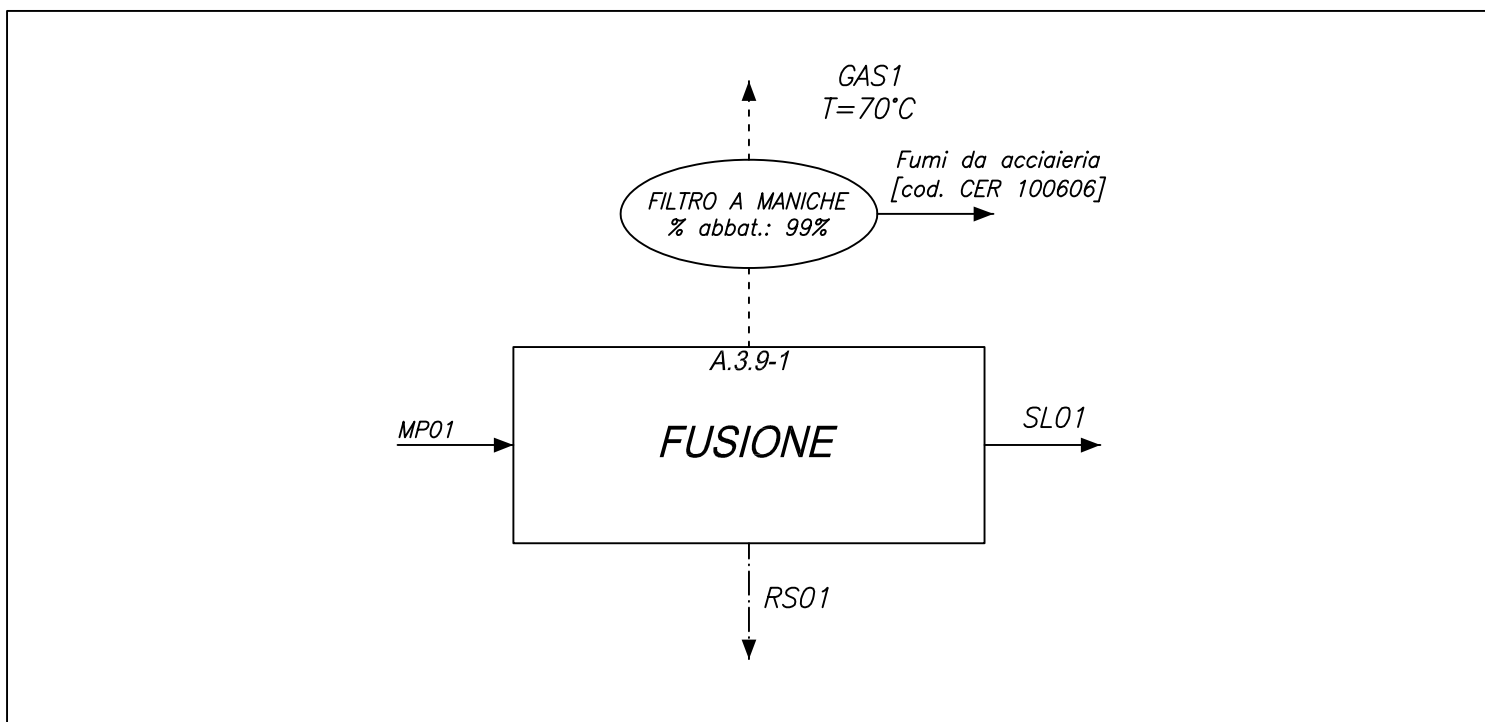 GAS1
T=70°C
Fumi da acciaieria
[cod. CER 100606]
FILTRO A MANICHE
% abbat.: 99%
A.3.9-1
MP01
FUSIONE
SL01
RS01